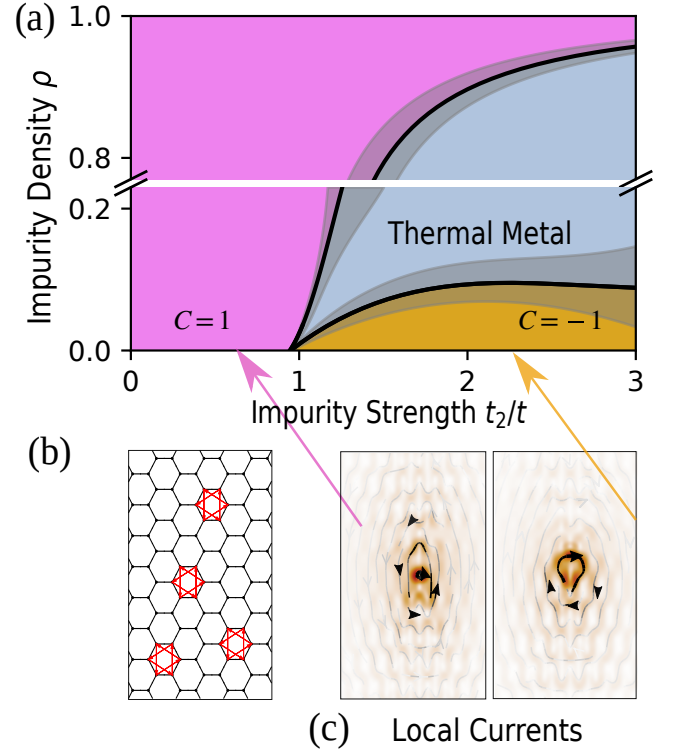 (a)
1.0
0.8
0.2
0.0
Impurity Density ρ
Thermal Metal
C = 1
C = −1
0
1
2
3
Impurity Strength t₂/t
(b)
(c)
Local Currents